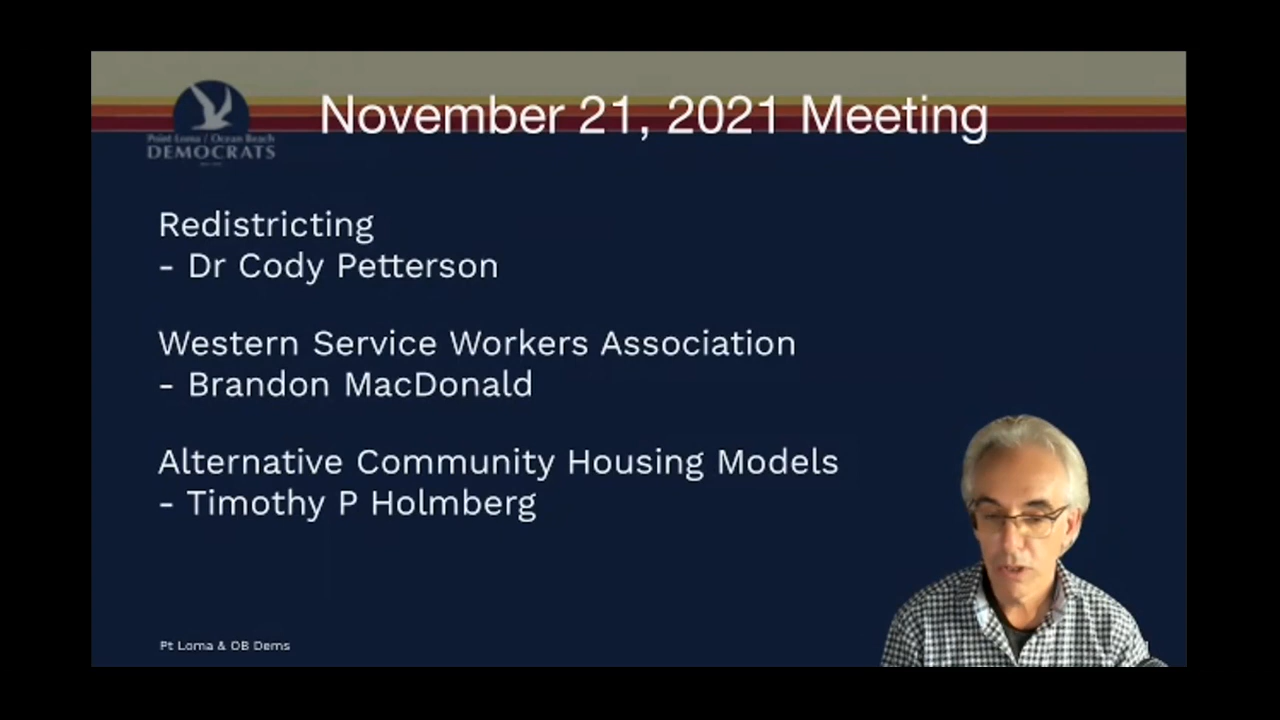 November 21, 2021 Meeting
Point Loma / Ocean Beach
DEMOCRATS
Redistricting
- Dr Cody Petterson
Western Service Workers Association
- Brandon MacDonald
Alternative Community Housing Models
- Timothy P Holmberg
Pt Loma & OB Dems